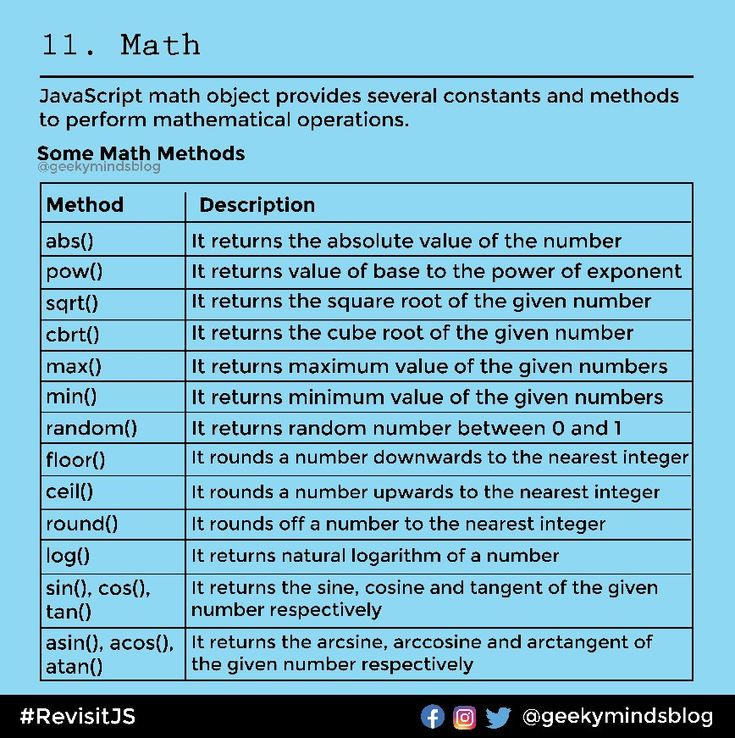 11. Math
JavaScript math object provides several constants and methods
to perform mathematical operations.
Some Math Methods
@geekymindsblog
Method Description
abs() It returns the absolute value of the number
pow() It returns value of base to the power of exponent
sqrt() It returns the square root of the given number
cbrt() It returns the cube root of the given number
max() It returns maximum value of the given numbers
min() It returns minimum value of the given numbers
random() It returns random number between 0 and 1
floor() It rounds a number downwards to the nearest integer
ceil() It rounds a number upwards to the nearest integer
round() It rounds off a number to the nearest integer
log() It returns natural logarithm of a number
sin(), cos(), It returns the sine, cosine and tangent of the given
tan() number respectively
asin(), acos(), It returns the arcsine, arccosine and arctangent of
atan() the given number respectively
#RevisitJS @geekymindsblog